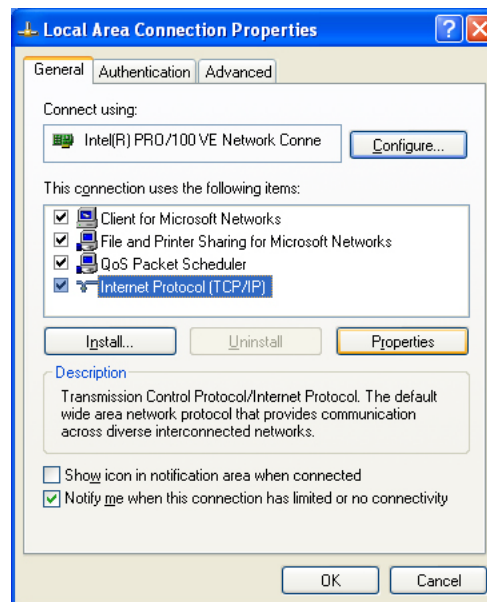 Local Area Connection Properties
General Authentication Advanced
Connect using:
Intel(R) PRO/100 VE Network Conne
Configure...
This connection uses the following items:
Client for Microsoft Networks
File and Printer Sharing for Microsoft Networks
QoS Packet Scheduler
Internet Protocol (TCP/IP)
Install... Uninstall Properties
Description
Transmission Control Protocol/Internet Protocol. The default
wide area network protocol that provides communication
across diverse interconnected networks.
Show icon in notification area when connected
Notify me when this connection has limited or no connectivity
OK Cancel